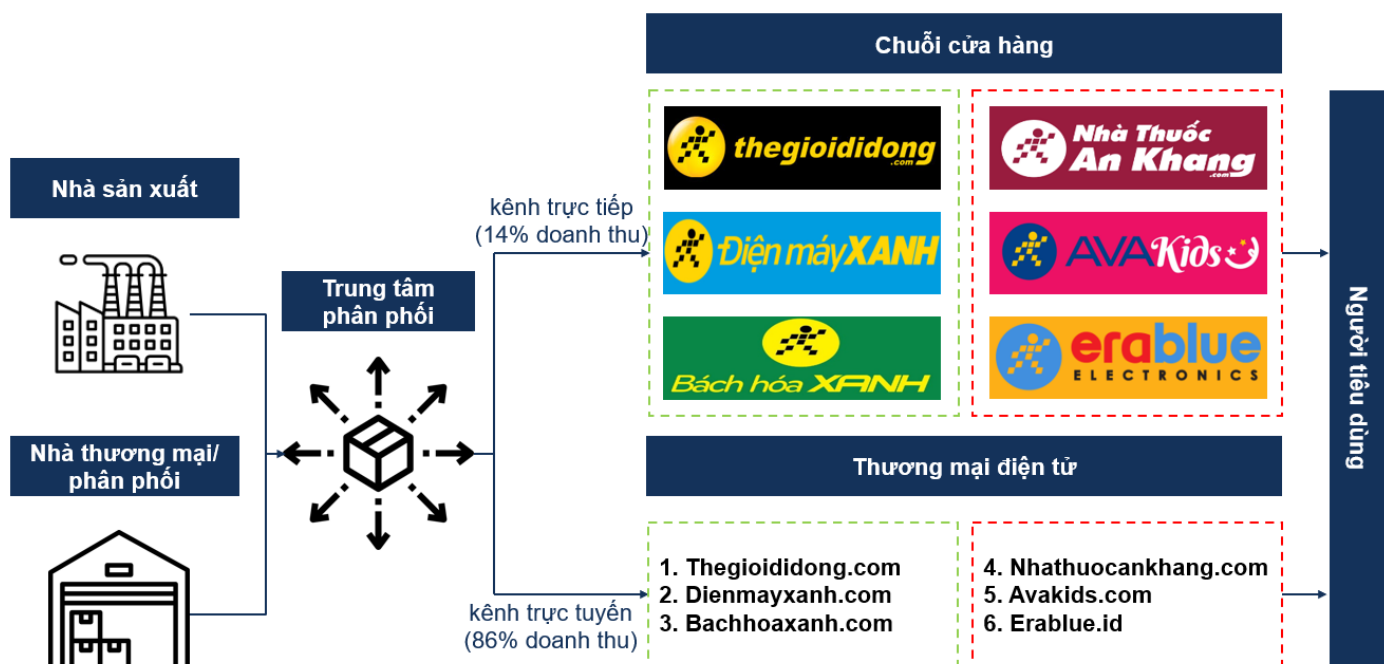 Chuỗi cửa hàng
Nhà sản xuất
Nhà thương mại/
phân phối
Trung tâm
phân phối
kênh trực tiếp
(14% doanh thu)
kênh trực tuyến
(86% doanh thu)
thegioididong
.com
Điện máy XANH
Bách hóa XANH
Nhà Thuốc
An Khang
.com
AVAKids
erablue
ELECTRONICS
Thương mại điện tử
1. Thegioididong.com
2. Dienmayxanh.com
3. Bachhoaxanh.com
4. Nhathuocankhang.com
5. Avakids.com
6. Erablue.id
Người tiêu dùng